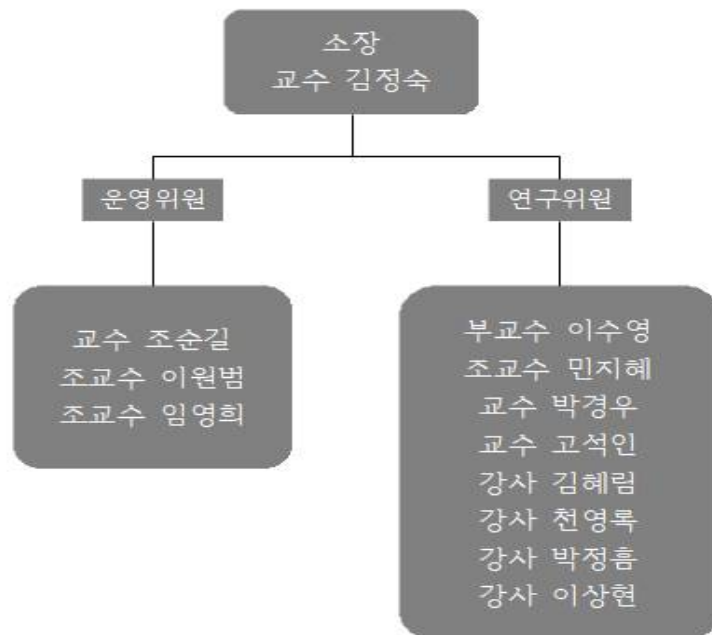 소장
교수 김정숙
운영위원
연구위원
교수 조순길
조교수 이원범
조교수 임영희
부교수 이수영
조교수 민지혜
교수 박경우
교수 고석인
강사 김혜림
강사 천영록
강사 박정흠
강사 이상현